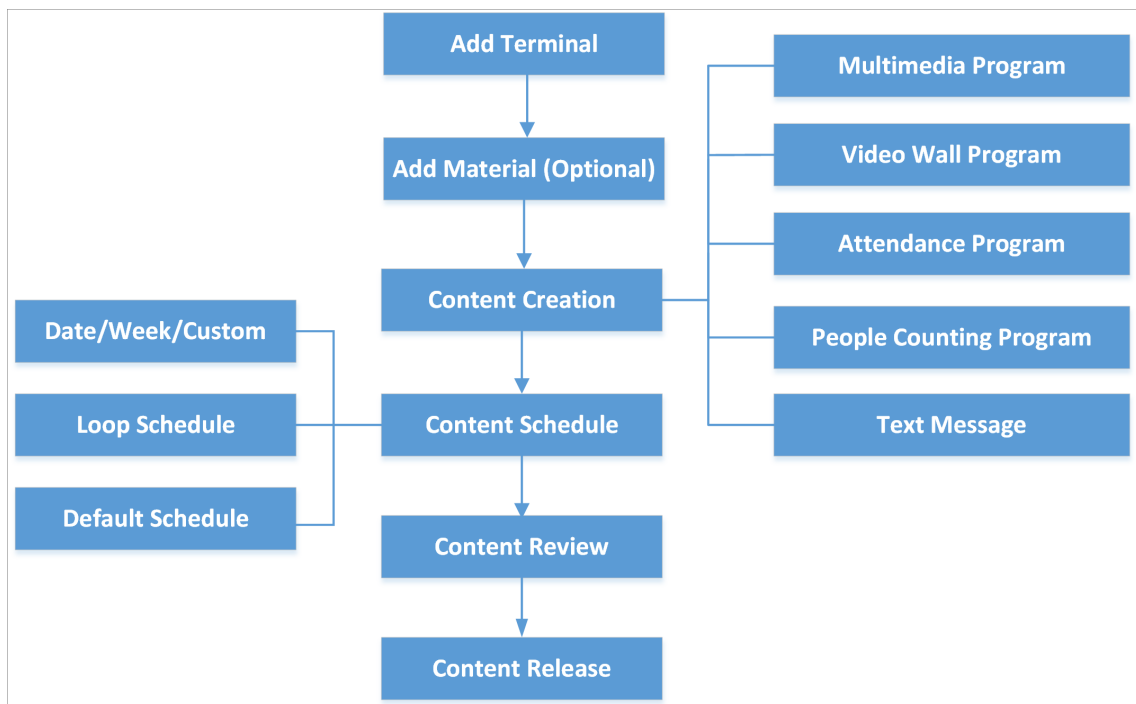 Add Terminal
Add Material (Optional)
Content Creation
Content Schedule
Content Review
Content Release
Multimedia Program
Video Wall Program
Attendance Program
People Counting Program
Text Message
Date/Week/Custom
Loop Schedule
Default Schedule